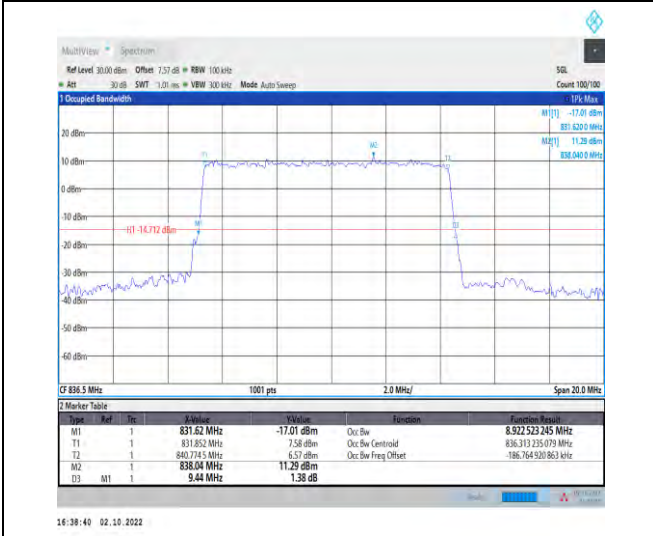 MultiView Spectrum
Ref Level 30.00 dBm Offset 7.57 dB RBW 100 kHz SGL
Att 30 dB SWT 1.01 ms VBW 300 kHz Mode Auto Sweep Count 100/100
1 Occupied Bandwidth 1Pk Max
M1[1] -17.01 dBm
831.6200 MHz
20 dBm
M2[1] 11.28 dBm
838.0400 MHz
M2
T1
10 dBm
0 dBm
-10 dBm
H1 -14.712 dBm
M1
D3
-20 dBm
-30 dBm
-40 dBm
-50 dBm
-60 dBm
CF 836.5 MHz 1001 pts 2.0 MHz/ Span 20.0 MHz
2 Marker Table
Type Ref Trc X-Value Y-Value Function Function Result
M1 1 831.62 MHz -17.01 dBm Occ Bw 8.922 523 245 MHz
T1 1 831.852 MHz 7.58 dBm Occ Bw Centroid 836.313 235 079 MHz
T2 1 840.774 5 MHz 6.57 dBm Occ Bw Freq Offset -186.764 920 863 kHz
M2 1 838.04 MHz 11.29 dBm
D3 M1 1 9.44 MHz 1.38 dB
16:38:40 02.10.2022